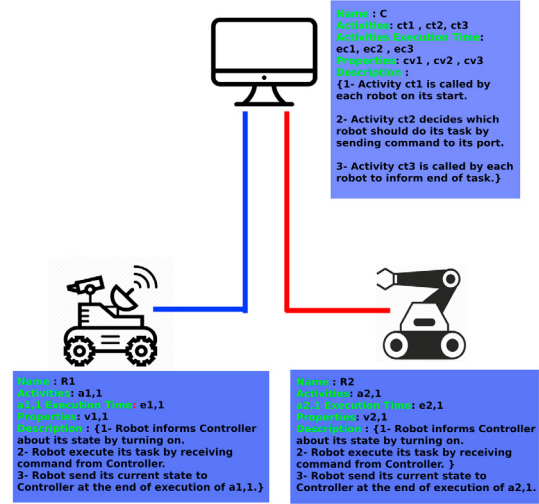 Name : C
Activities: ct1 , ct2, ct3
Activities Execution Time:
ec1, ec2 , ec3
Properties: cv1 , cv2 , cv3
Description :
{1- Activity ct1 is called by
each robot on its start.
2- Activity ct2 decides which
robot should do its task by
sending command to its port.
3- Activity ct3 is called by each
robot to inform end of task.}
Name : R1
Activities: a1,1
a1,1 Execution Time: e1,1
Properties: v1,1
Description : {1- Robot informs Controller
about its state by turning on.
2- Robot execute its task by receiving
command from Controller.
3- Robot send its current state to
Controller at the end of execution of a1,1.}
Name : R2
Activities: a2,1
a2,1 Execution Time: e2,1
Properties: v2,1
Description : {1- Robot informs Controller
about its state by turning on.
2- Robot execute its task by receiving
command from Controller. }
3- Robot send its current state to
Controller at the end of execution of a2,1.